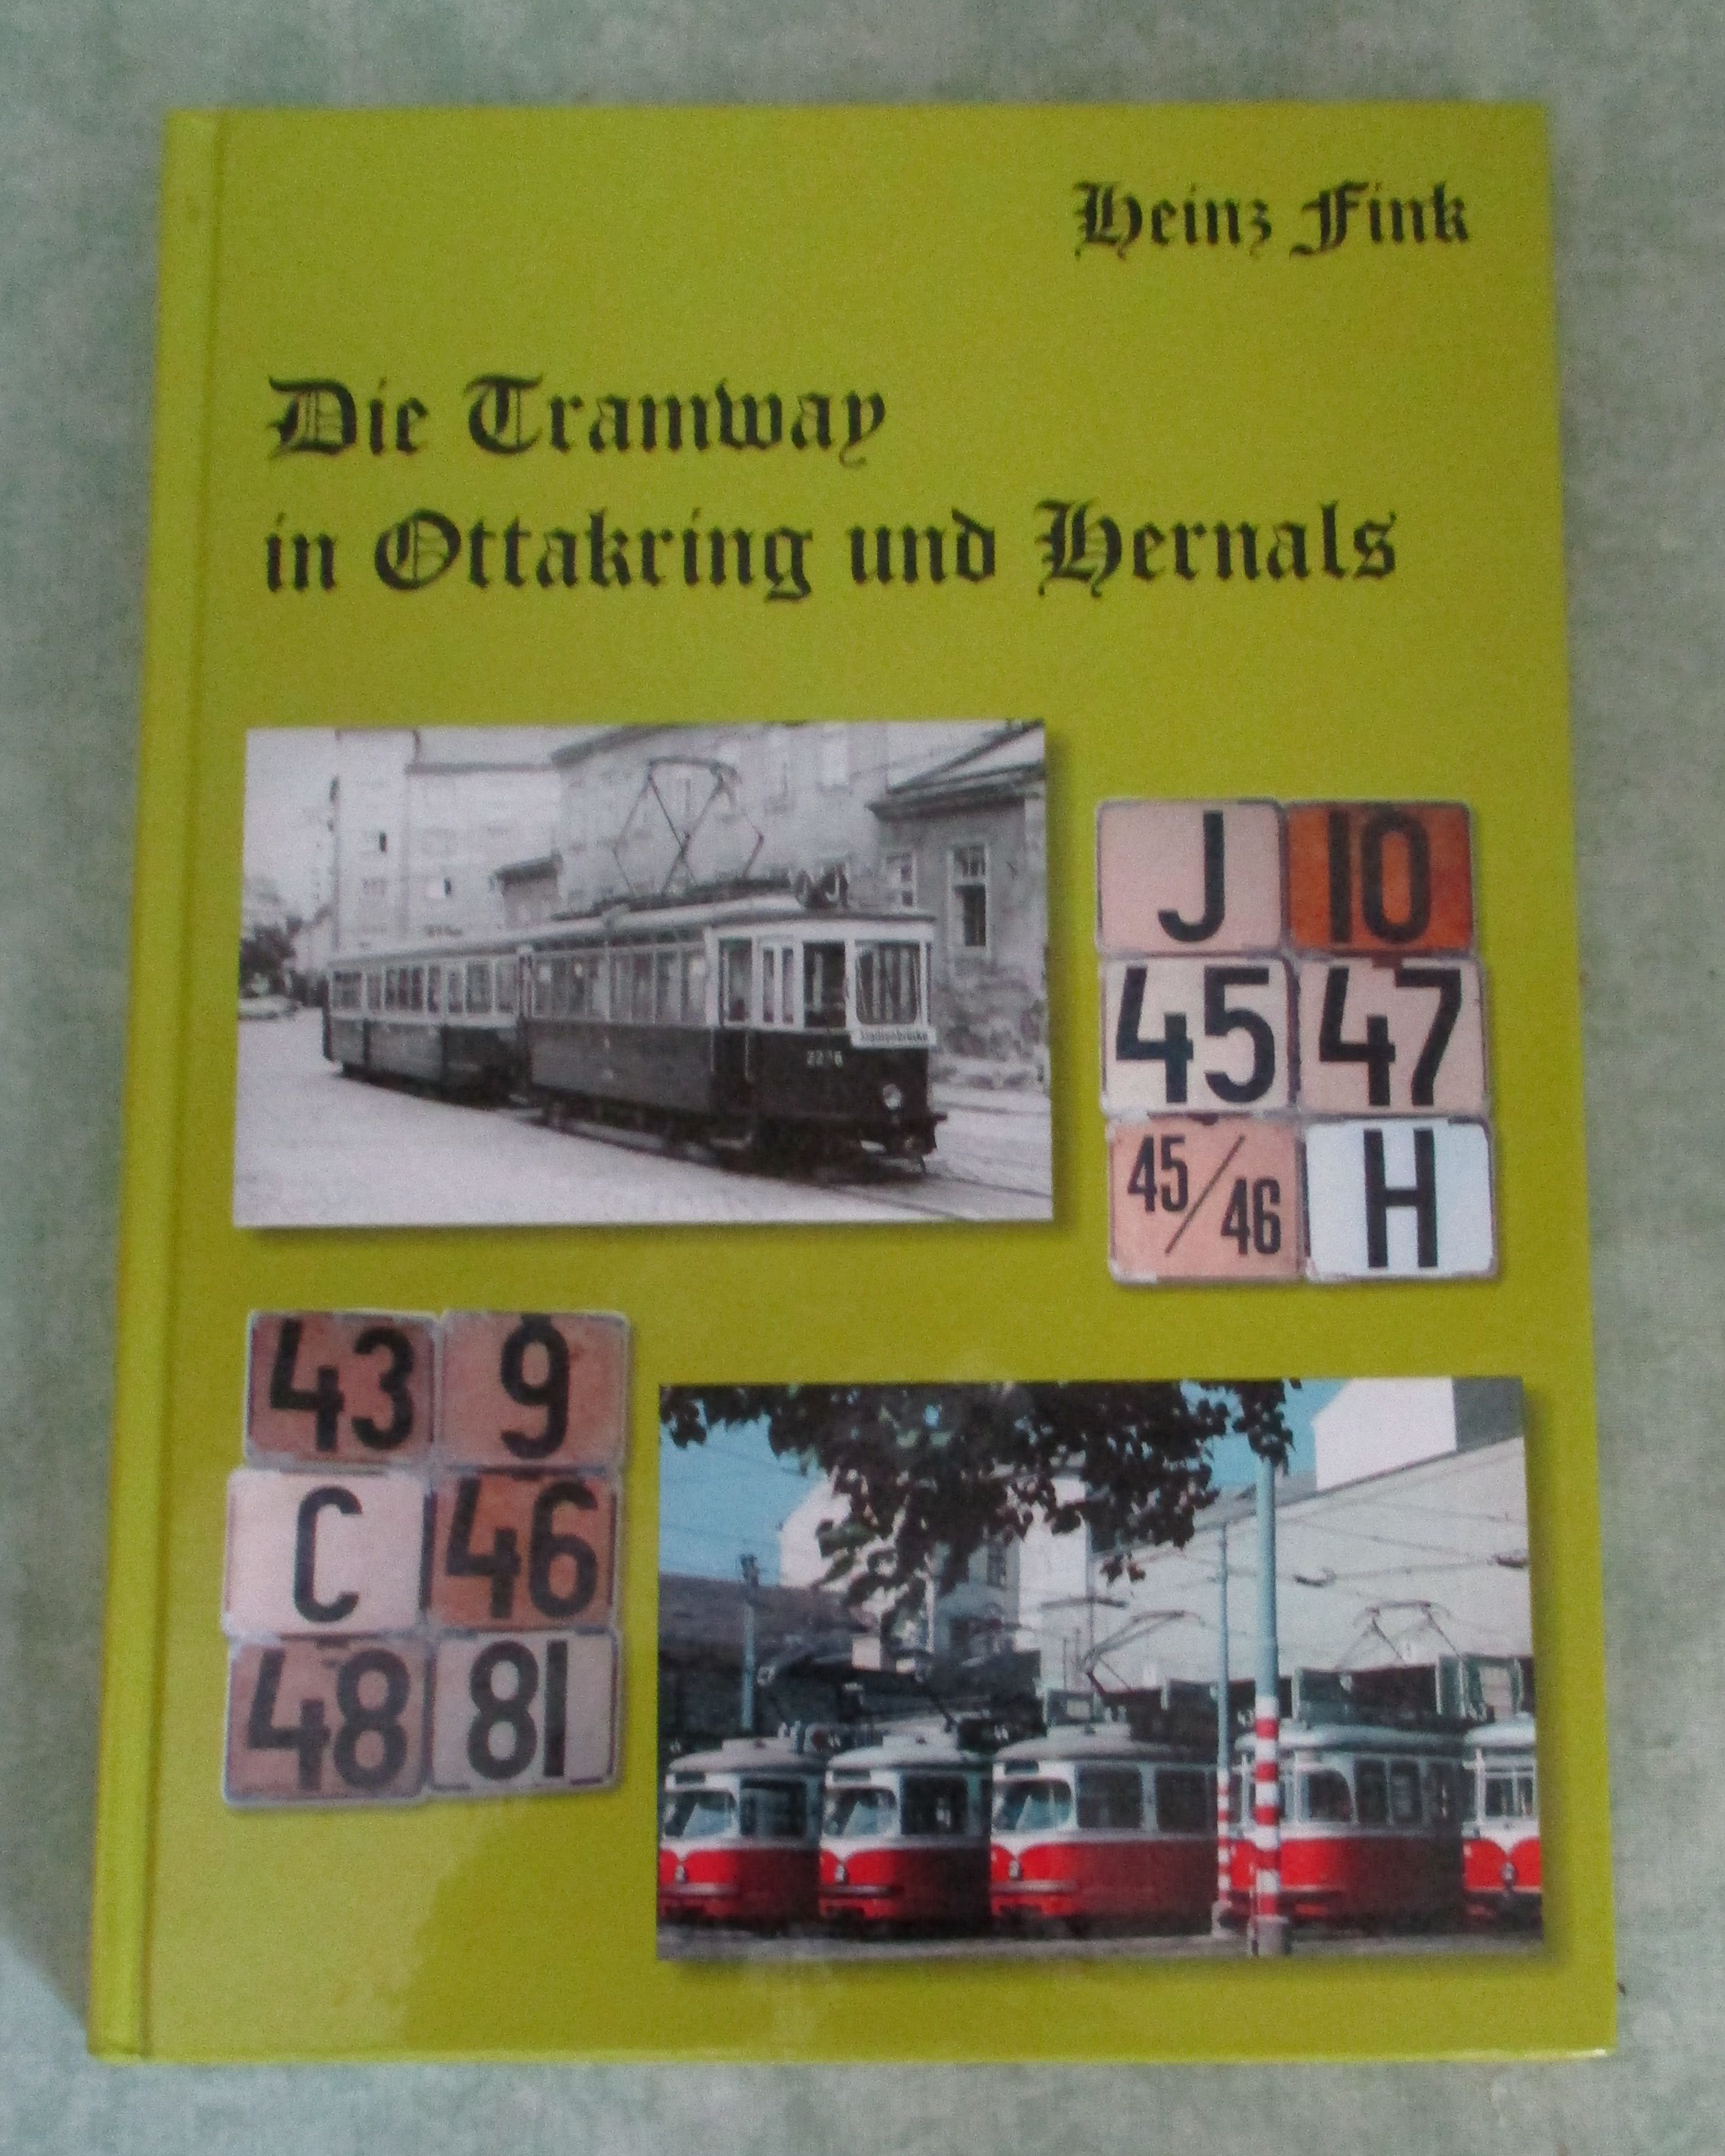 Heinz Fink
Die Tramway
in Ottakring und Hernals
J 10
45 47
45/46 H
43 9
C 46
48 81